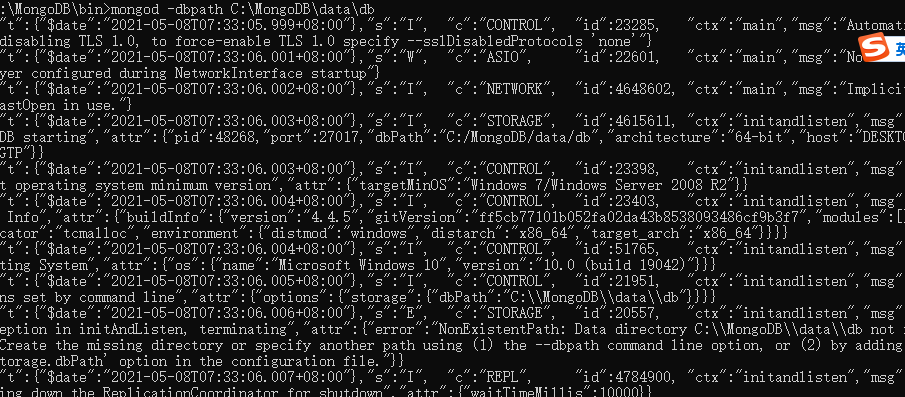 :\MongoDB\bin>mongod -dbpath C:\MongoDB\data\db
"t":{"$date":"2021-05-08T07:33:05.999+08:00"},"s":"I", "c":"CONTROL", "id":23285, "ctx":"main","msg":"Automati
disabling TLS 1.0, to force-enable TLS 1.0 specify --sslDisabledProtocols 'none'"}
"t":{"$date":"2021-05-08T07:33:06.001+08:00"},"s":"W", "c":"ASIO", "id":22601, "ctx":"main","msg":"No
yer configured during NetworkInterface startup"}
"t":{"$date":"2021-05-08T07:33:06.002+08:00"},"s":"I", "c":"NETWORK", "id":4648602, "ctx":"main","msg":"Implicit
astOpen in use."}
"t":{"$date":"2021-05-08T07:33:06.003+08:00"},"s":"I", "c":"STORAGE", "id":4615611, "ctx":"initandlisten","msg"
DB starting","attr":{"pid":48268,"port":27017,"dbPath":"C:/MongoDB/data/db","architecture":"64-bit","host":"DESKTO
GTP"}}
"t":{"$date":"2021-05-08T07:33:06.003+08:00"},"s":"I", "c":"CONTROL", "id":23398, "ctx":"initandlisten","msg"
t operating system minimum version","attr":{"targetMinOS":"Windows 7/Windows Server 2008 R2"}}
"t":{"$date":"2021-05-08T07:33:06.004+08:00"},"s":"I", "c":"CONTROL", "id":23403, "ctx":"initandlisten","msg"
Info","attr":{"buildInfo":{"version":"4.4.5","gitVersion":"ff5cb77101b052fa02da43b8538093486cf9b3f7","modules":[]
cator":"tcmalloc","environment":{"distmod":"windows","distarch":"x86_64","target_arch":"x86_64"}}}}
"t":{"$date":"2021-05-08T07:33:06.004+08:00"},"s":"I", "c":"CONTROL", "id":51765, "ctx":"initandlisten","msg"
ting System","attr":{"os":{"name":"Microsoft Windows 10","version":"10.0 (build 19042)"}}}
"t":{"$date":"2021-05-08T07:33:06.005+08:00"},"s":"I", "c":"CONTROL", "id":21951, "ctx":"initandlisten","msg"
ns set by command line","attr":{"options":{"storage":{"dbPath":"C:\\MongoDB\\data\\db"}}}}
"t":{"$date":"2021-05-08T07:33:06.006+08:00"},"s":"E", "c":"STORAGE", "id":20557, "ctx":"initandlisten","msg"
eption in initAndListen, terminating","attr":{"error":"NonExistentPath: Data directory C:\\MongoDB\\data\\db not
Create the missing directory or specify another path using (1) the --dbpath command line option, or (2) by adding
torage.dbPath' option in the configuration file."}}
"t":{"$date":"2021-05-08T07:33:06.007+08:00"},"s":"I", "c":"REPL", "id":4784900, "ctx":"initandlisten","msg"
ing down the ReplicationCoordinator for shutdown","attr":{"waitTimeMillis":10000}}
S 英